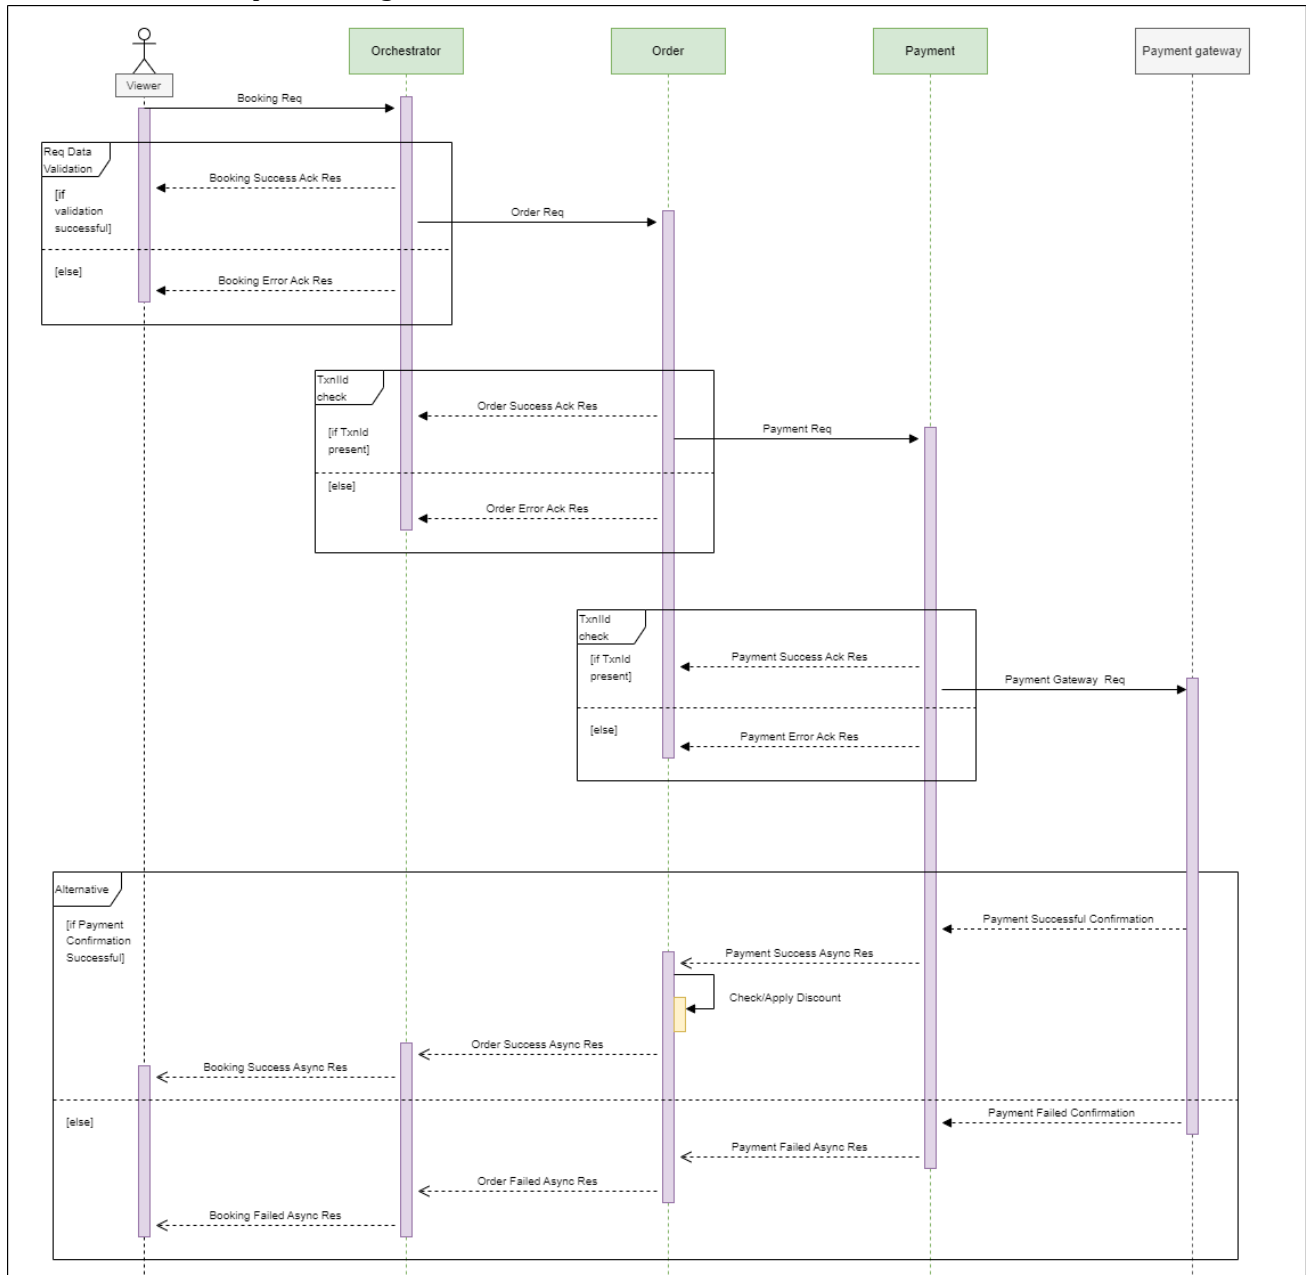 Orchestrator
Order
Payment
Payment gateway
Viewer
Booking Req
Req Data
Validation
Booking Success Ack Res
[if
validation
successful]
Order Req
[else]
Booking Error Ack Res
TxnlId
check
Order Success Ack Res
[if TxnId
present]
Payment Req
[else]
Order Error Ack Res
TxnlId
check
[if TxnId
present]
Payment Success Ack Res
Payment Gateway Req
[else]
Payment Error Ack Res
Alternative
[if Payment
Confirmation
Successful]
Payment Successful Confirmation
Payment Success Async Res
Check/Apply Discount
Order Success Async Res
Booking Success Async Res
[else]
Payment Failed Confirmation
Payment Failed Async Res
Order Failed Async Res
Booking Failed Async Res